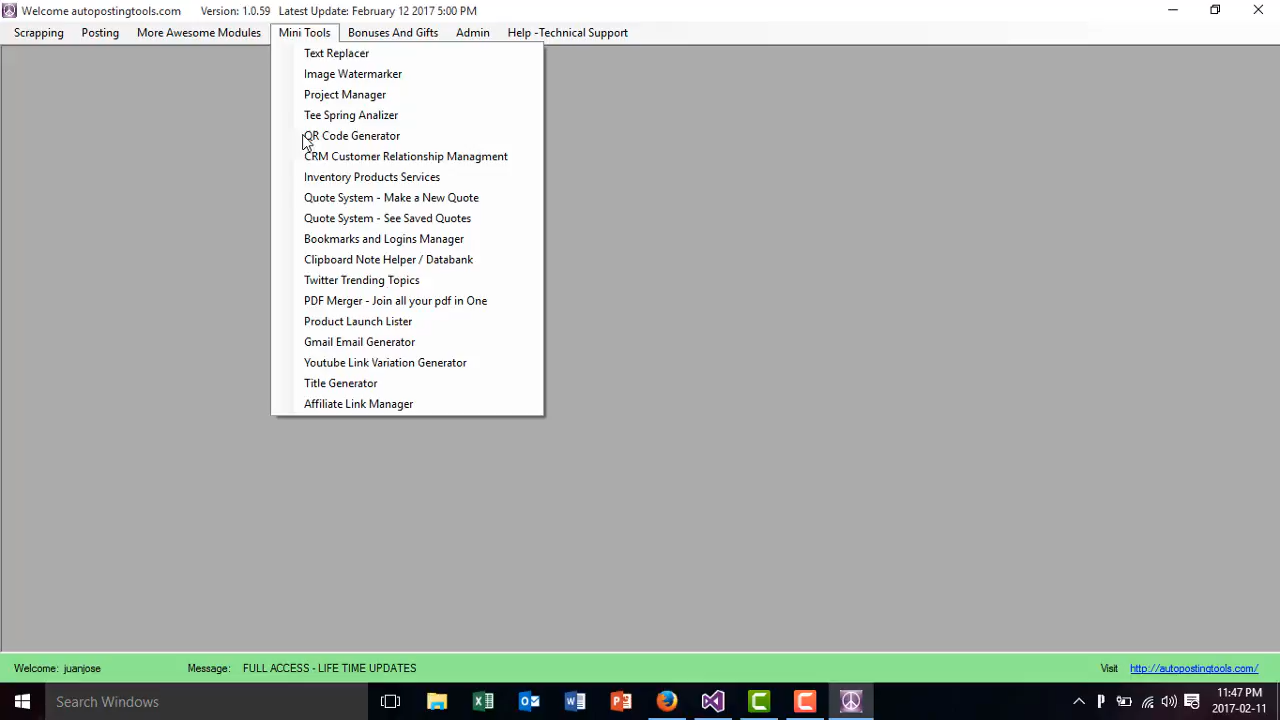 Welcome autopostingtools.com Version: 1.0.59 Latest Update: February 12 2017 5:00 PM
Scrapping Posting More Awesome Modules Mini Tools Bonuses And Gifts Admin Help -Technical Support
Text Replacer
Image Watermarker
Project Manager
Tee Spring Analizer
QR Code Generator
CRM Customer Relationship Managment
Inventory Products Services
Quote System - Make a New Quote
Quote System - See Saved Quotes
Bookmarks and Logins Manager
Clipboard Note Helper / Databank
Twitter Trending Topics
PDF Merger - Join all your pdf in One
Product Launch Lister
Gmail Email Generator
Youtube Link Variation Generator
Title Generator
Affiliate Link Manager
Welcome: juanjose Message: FULL ACCESS - LIFE TIME UPDATES Visit http://autopostingtools.com/
Search Windows
11:47 PM
2017-02-11